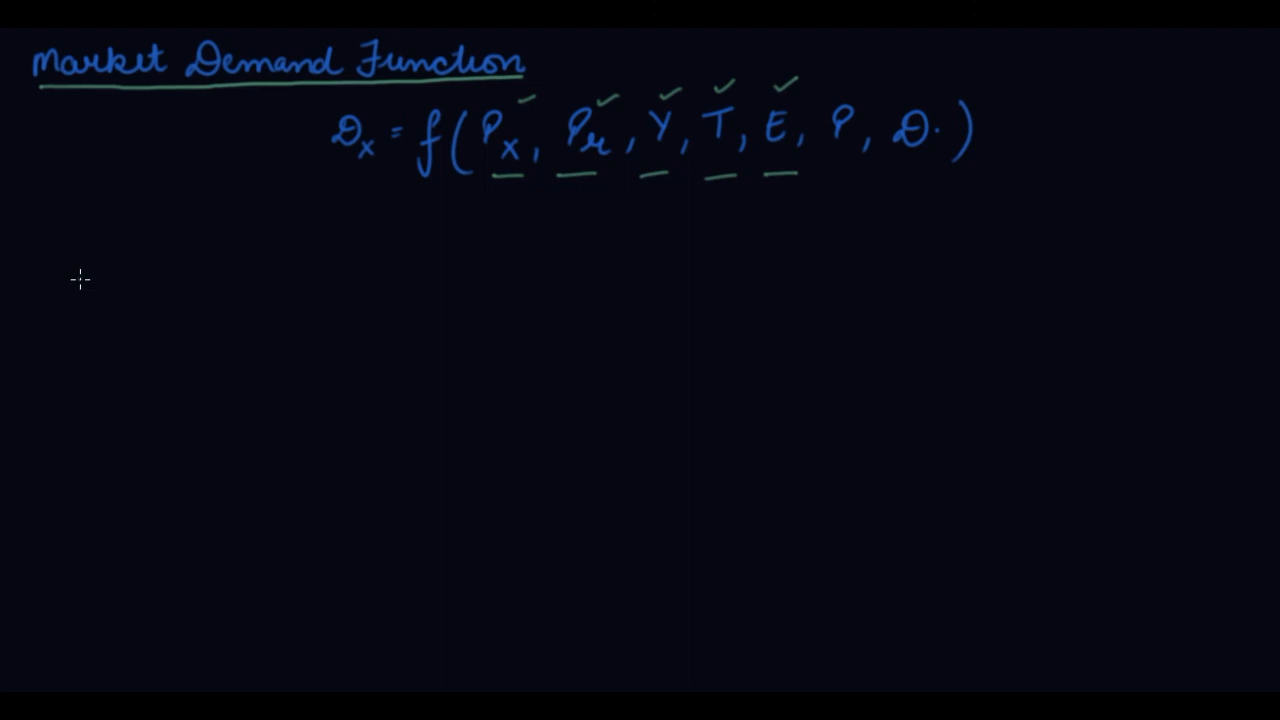 Market Demand Function
Dx = f(Px, Pr, Y, T, E, P, D.)